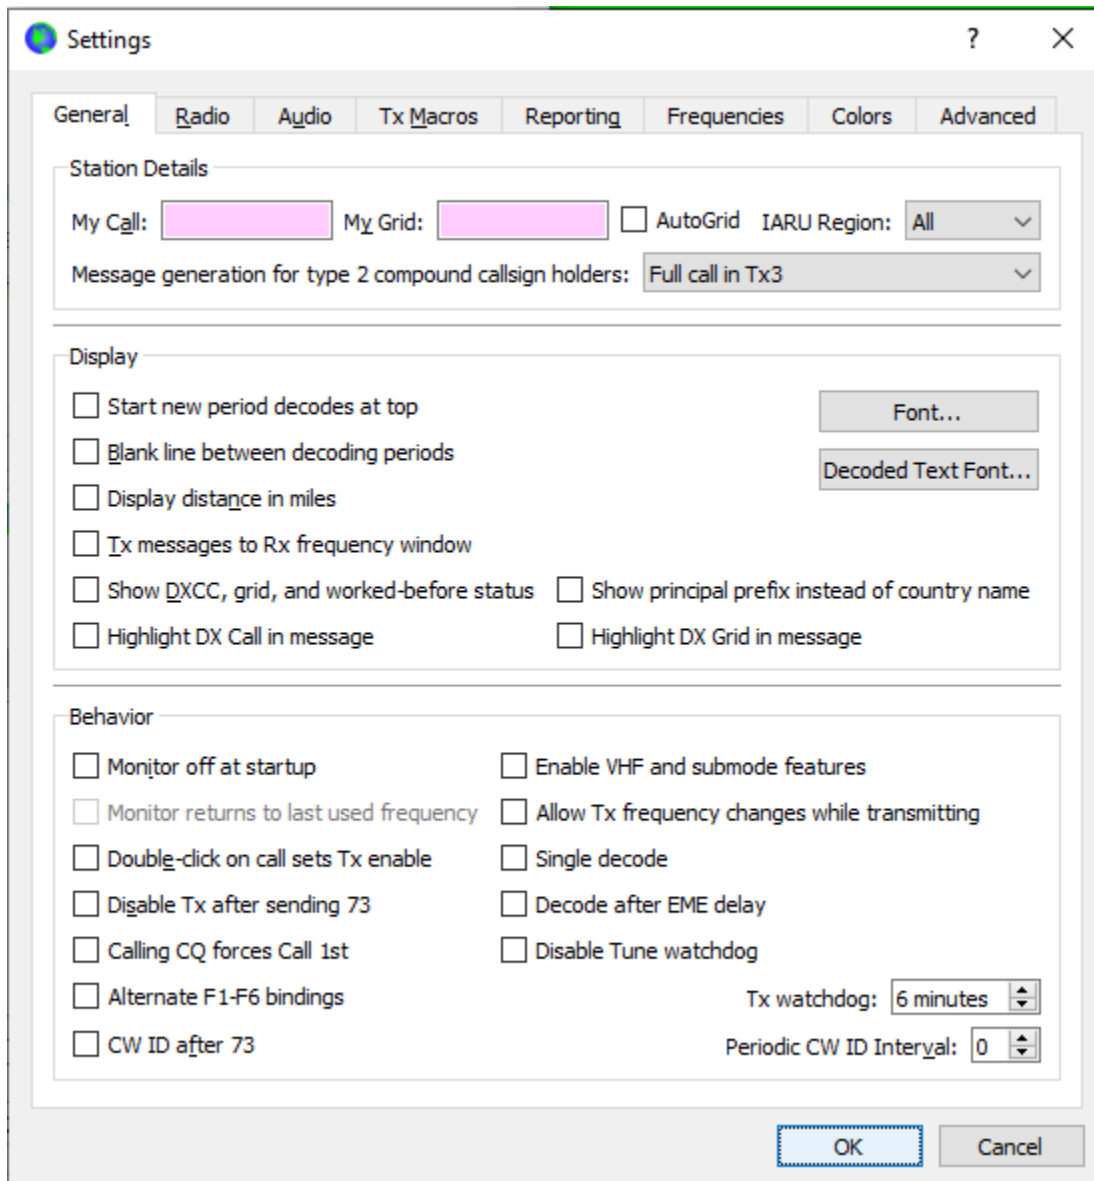 Settings
General Radio Audio Tx Macros Reporting Frequencies Colors Advanced
Station Details
My Call: My Grid: AutoGrid IARU Region: All
Message generation for type 2 compound callsign holders: Full call in Tx3
Display
Start new period decodes at top Font...
Blank line between decoding periods
Decoded Text Font...
Display distance in miles
Tx messages to Rx frequency window
Show DXCC, grid, and worked-before status Show principal prefix instead of country name
Highlight DX Call in message Highlight DX Grid in message
Behavior
Monitor off at startup Enable VHF and submode features
Monitor returns to last used frequency Allow Tx frequency changes while transmitting
Double-click on call sets Tx enable Single decode
Disable Tx after sending 73 Decode after EME delay
Calling CQ forces Call 1st Disable Tune watchdog
Alternate F1-F6 bindings Tx watchdog: 6 minutes
CW ID after 73 Periodic CW ID Interval: 0
OK Cancel